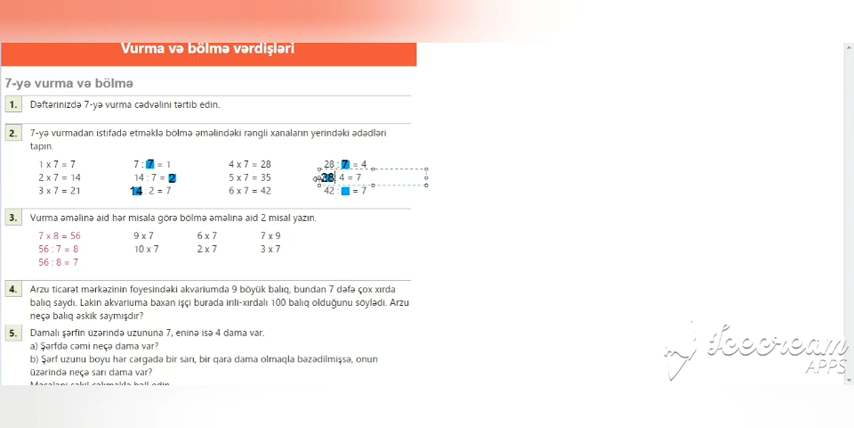 Vurma və bölmə vərdişləri
7-yə vurma və bölmə
1. Dəftərinizdə 7-yə vurma cədvəlini tərtib edin.
2. 7-yə vurmadan istifadə etməklə bölmə əməlindəki rəngli xanaların yerindəki ədədləri
tapın.
1 x 7 = 7 7 : 7 = 1 4 x 7 = 28 28 : 7 = 4
2 x 7 = 14 14 : 7 = 2 5 x 7 = 35 28 : 4 = 7
3 x 7 = 21 14 : 2 = 7 6 x 7 = 42 42 : = 7
3. Vurma əməlinə aid hər misala görə bölmə əməlinə aid 2 misal yazın.
7 x 8 = 56 9 x 7 6 x 7 7 x 9
56 : 7 = 8 10 x 7 2 x 7 3 x 7
56 : 8 = 7
4. Arzu ticarət mərkəzinin foyesindəki akvariumda 9 böyük balıq, bundan 7 dəfə çox xırda
balıq saydı. Lakin akvariuma baxan işçi burada irili-xırdalı 100 balıq olduğunu söylədi. Arzu
neçə balıq əskik saymışdır?
5. Damalı şərfin üzərində uzununa 7, eninə isə 4 dama var.
a) Şərfdə cəmi neçə dama var?
b) Şərf uzunu boyu hər cərgədə bir sarı, bir qara dama olmaqla bəzədilmişsə, onun
üzərində neçə sarı dama var?
Məsələni şəkil çəkməklə həll edin
Icecream
APPS